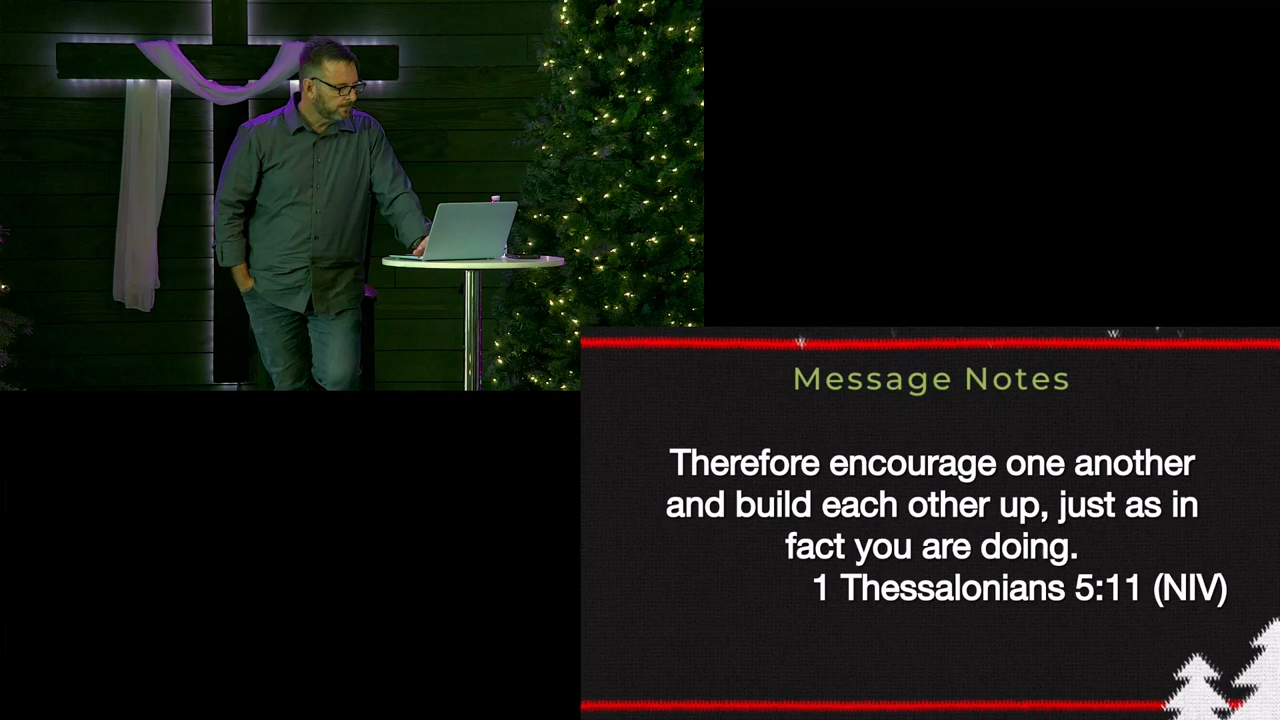 Message Notes
Therefore encourage one another
and build each other up, just as in
fact you are doing.
1 Thessalonians 5:11 (NIV)